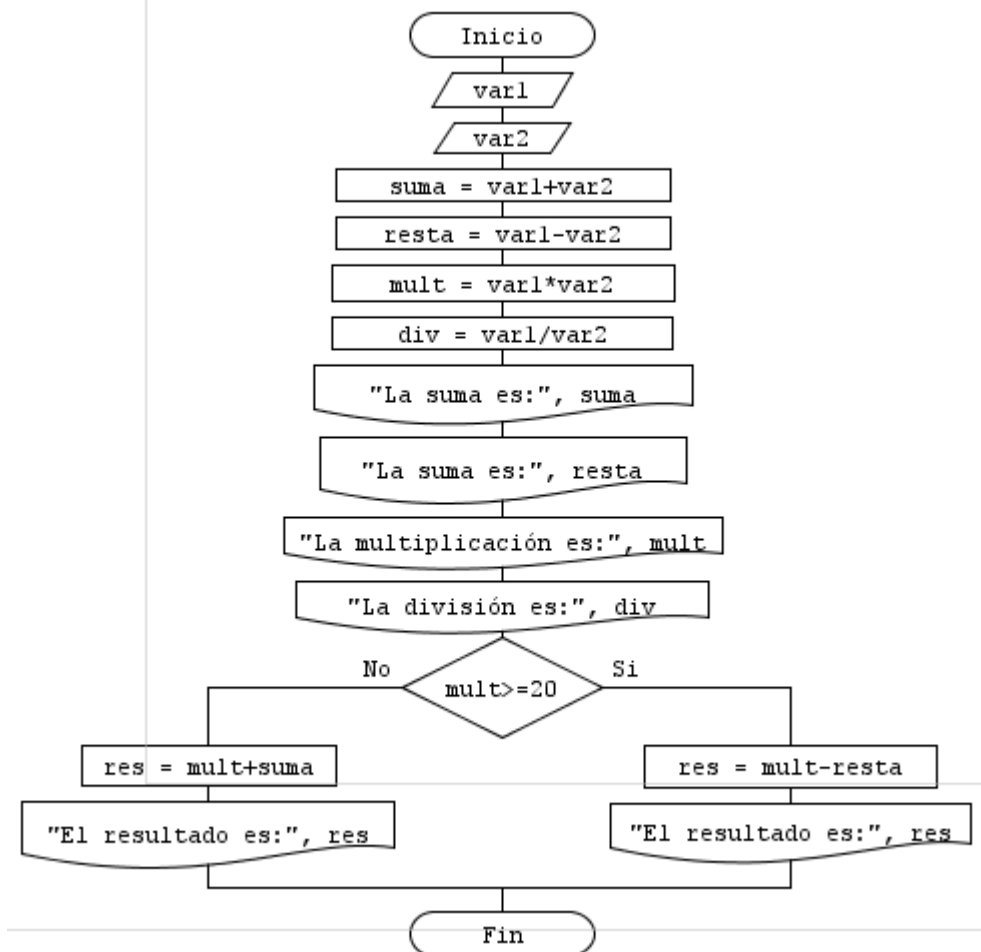 Inicio
var1
var2
suma = var1+var2
resta = var1-var2
mult = var1*var2
div = var1/var2
"La suma es:", suma
"La suma es:", resta
"La multiplicación es:", mult
"La división es:", div
No
Si
mult>=20
res = mult+suma
res = mult-resta
"El resultado es:", res
"El resultado es:", res
Fin